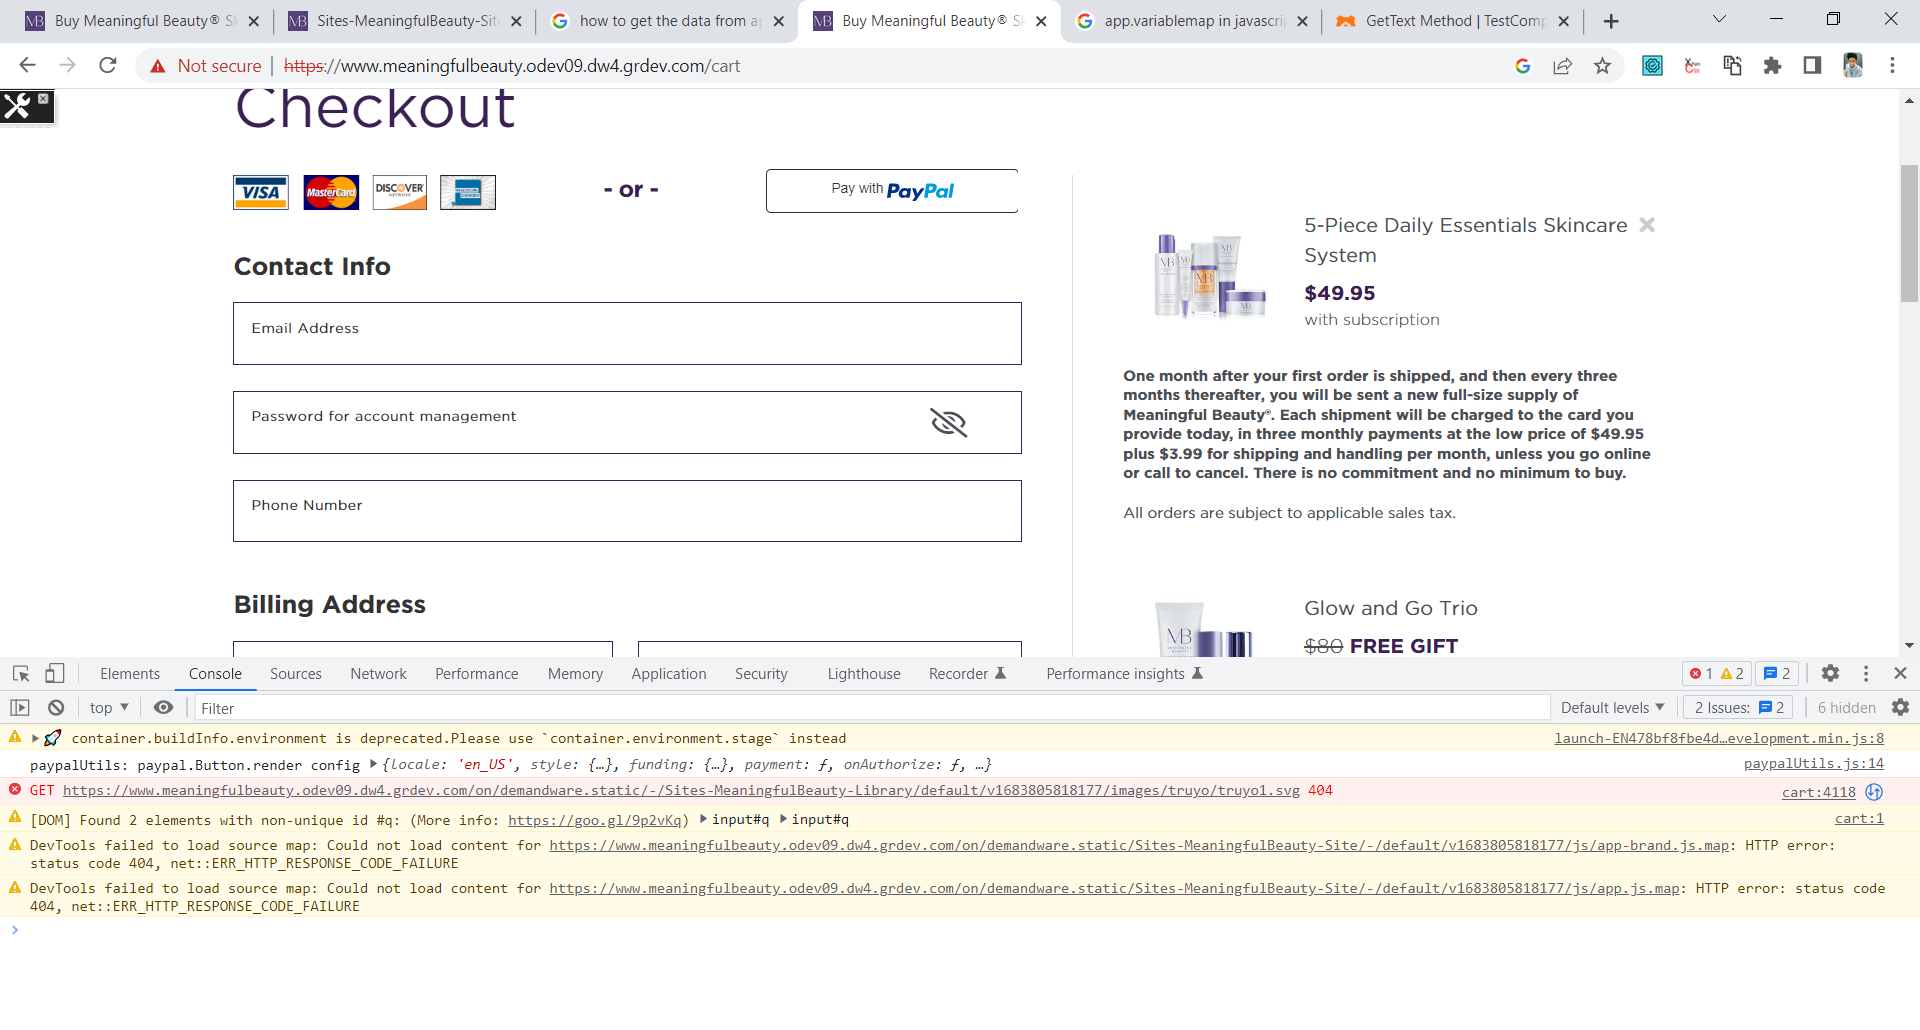 Buy Meaningful Beauty® Sk
Sites-MeaningfulBeauty-Site
how to get the data from ap
Buy Meaningful Beauty® Sk
app.variablemap in javascrip
GetText Method | TestComp
Not secure
https://www.meaningfulbeauty.odev09.dw4.grdev.com/cart
Checkout
VISA
MasterCard
DISCOVER
- or -
Pay with PayPal
Contact Info
Email Address
Password for account management
Phone Number
Billing Address
5-Piece Daily Essentials Skincare
System
$49.95
with subscription
One month after your first order is shipped, and then every three
months thereafter, you will be sent a new full-size supply of
Meaningful Beauty®. Each shipment will be charged to the card you
provide today, in three monthly payments at the low price of $49.95
plus $3.99 for shipping and handling per month, unless you go online
or call to cancel. There is no commitment and no minimum to buy.
All orders are subject to applicable sales tax.
MB
Glow and Go Trio
$80 FREE GIFT
Elements Console Sources Network Performance Memory Application Security Lighthouse Recorder Performance insights 1 2 2
top Filter Default levels 2 Issues: 2 6 hidden
container.buildInfo.environment is deprecated.Please use `container.environment.stage` instead launch-EN478bf8fbe4d…evelopment.min.js:8
paypalUtils: paypal.Button.render config {locale: 'en_US', style: {…}, funding: {…}, payment: ƒ, onAuthorize: ƒ, …} paypalUtils.js:14
GET https://www.meaningfulbeauty.odev09.dw4.grdev.com/on/demandware.static/-/Sites-MeaningfulBeauty-Library/default/v1683805818177/images/truyo/truyo1.svg 404 cart:4118
[DOM] Found 2 elements with non-unique id #q: (More info: https://goo.gl/9p2vKq) input#q input#q cart:1
DevTools failed to load source map: Could not load content for https://www.meaningfulbeauty.odev09.dw4.grdev.com/on/demandware.static/Sites-MeaningfulBeauty-Site/-/default/v1683805818177/js/app-brand.js.map: HTTP error:
status code 404, net::ERR_HTTP_RESPONSE_CODE_FAILURE
DevTools failed to load source map: Could not load content for https://www.meaningfulbeauty.odev09.dw4.grdev.com/on/demandware.static/Sites-MeaningfulBeauty-Site/-/default/v1683805818177/js/app.js.map: HTTP error: status code
404, net::ERR_HTTP_RESPONSE_CODE_FAILURE